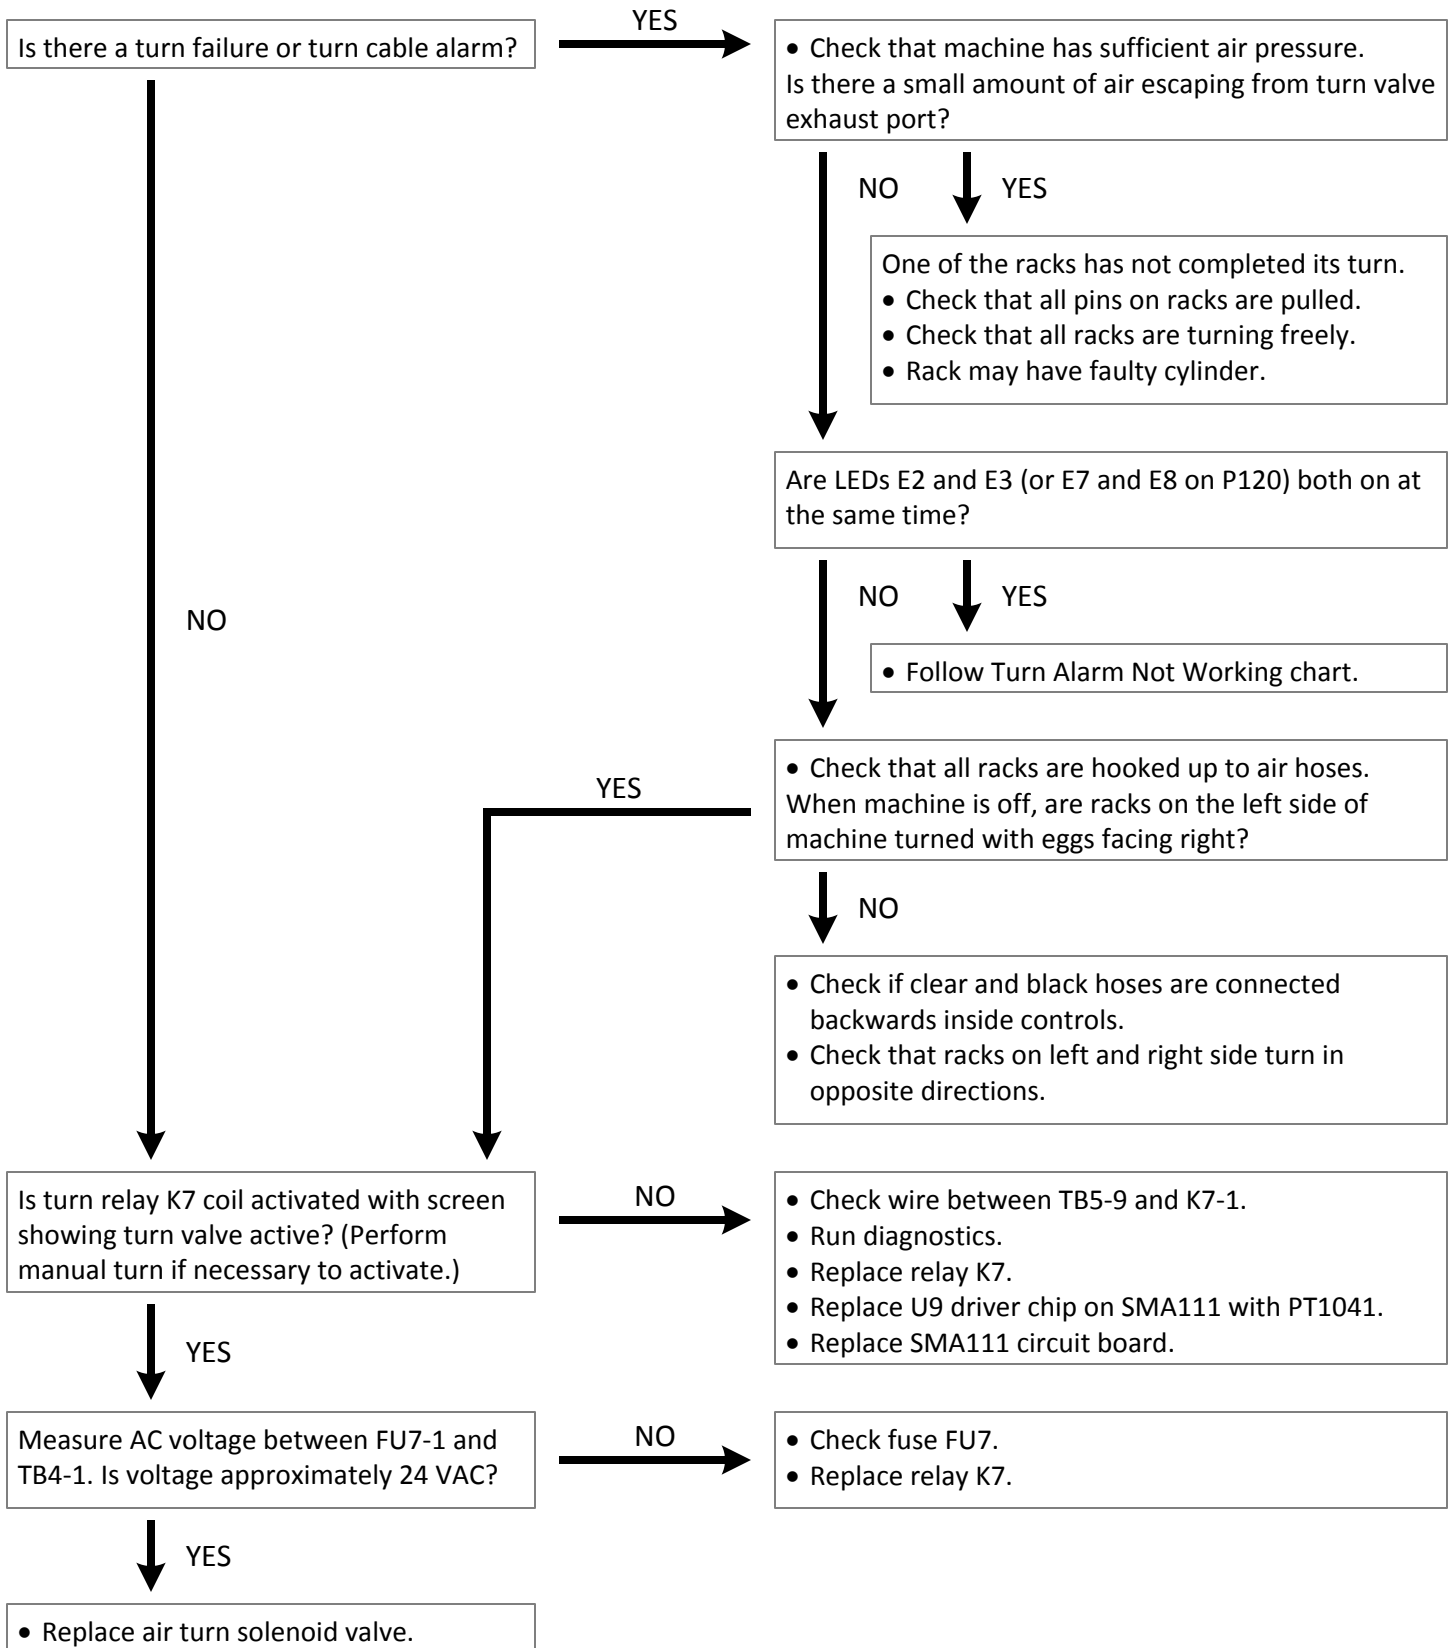 Is there a turn failure or turn cable alarm?
YES
• Check that machine has sufficient air pressure.
Is there a small amount of air escaping from turn valve
exhaust port?
NO
YES
One of the racks has not completed its turn.
• Check that all pins on racks are pulled.
• Check that all racks are turning freely.
• Rack may have faulty cylinder.
Are LEDs E2 and E3 (or E7 and E8 on P120) both on at
the same time?
NO
NO
YES
• Follow Turn Alarm Not Working chart.
• Check that all racks are hooked up to air hoses.
When machine is off, are racks on the left side of
machine turned with eggs facing right?
YES
NO
• Check if clear and black hoses are connected
backwards inside controls.
• Check that racks on left and right side turn in
opposite directions.
Is turn relay K7 coil activated with screen
showing turn valve active? (Perform
manual turn if necessary to activate.)
NO
• Check wire between TB5-9 and K7-1.
• Run diagnostics.
• Replace relay K7.
• Replace U9 driver chip on SMA111 with PT1041.
• Replace SMA111 circuit board.
YES
Measure AC voltage between FU7-1 and
TB4-1. Is voltage approximately 24 VAC?
NO
• Check fuse FU7.
• Replace relay K7.
YES
• Replace air turn solenoid valve.